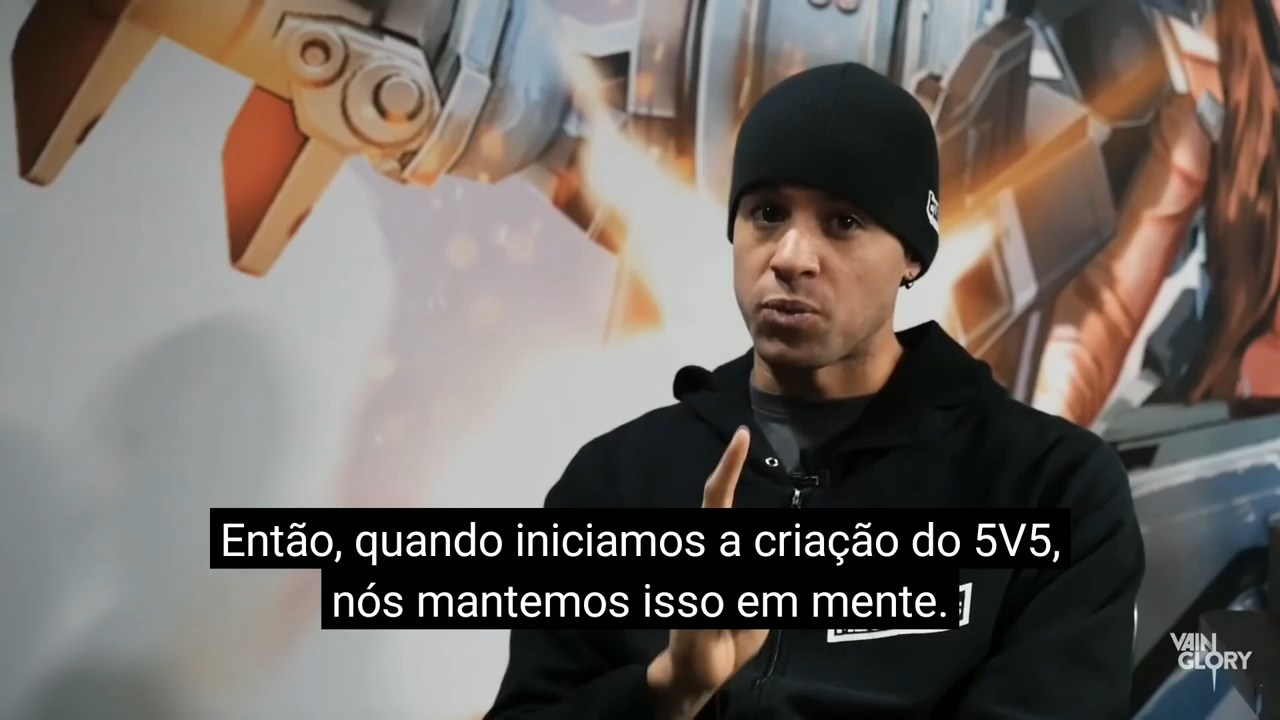 Então, quando iniciamos a criação do 5V5,
nós mantemos isso em mente.
VAIN
GLORY